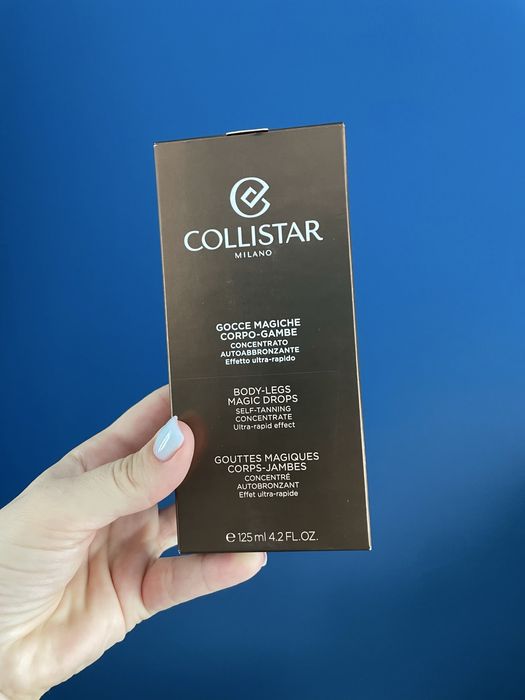 COLLISTAR
MILANO
GOCCE MAGICHE
CORPO-GAMBE
CONCENTRATO
AUTOABBRONZANTE
Effetto ultra-rapido
BODY-LEGS
MAGIC DROPS
SELF-TANNING
CONCENTRATE
Ultra-rapid effect
GOUTTES MAGIQUES
CORPS-JAMBES
CONCENTRÉ
AUTOBRONZANT
Effet ultra-rapide
℮ 125 ml 4.2 FL.OZ.